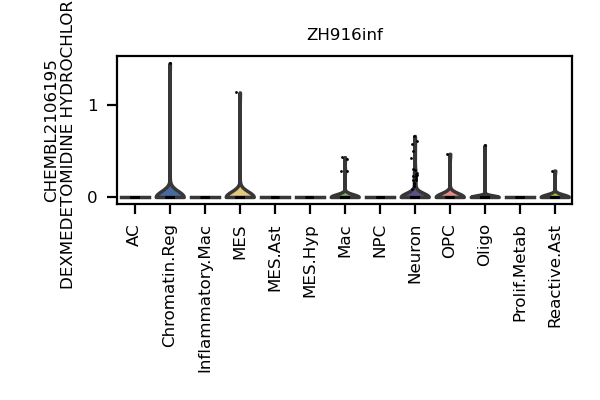 ZH916inf
CHEMBL2106195
DEXMEDETOMIDINE HYDROCHLOR
1
0
AC
Chromatin.Reg
Inflammatory.Mac
MES
MES.Ast
MES.Hyp
Mac
NPC
Neuron
OPC
Oligo
Prolif.Metab
Reactive.Ast